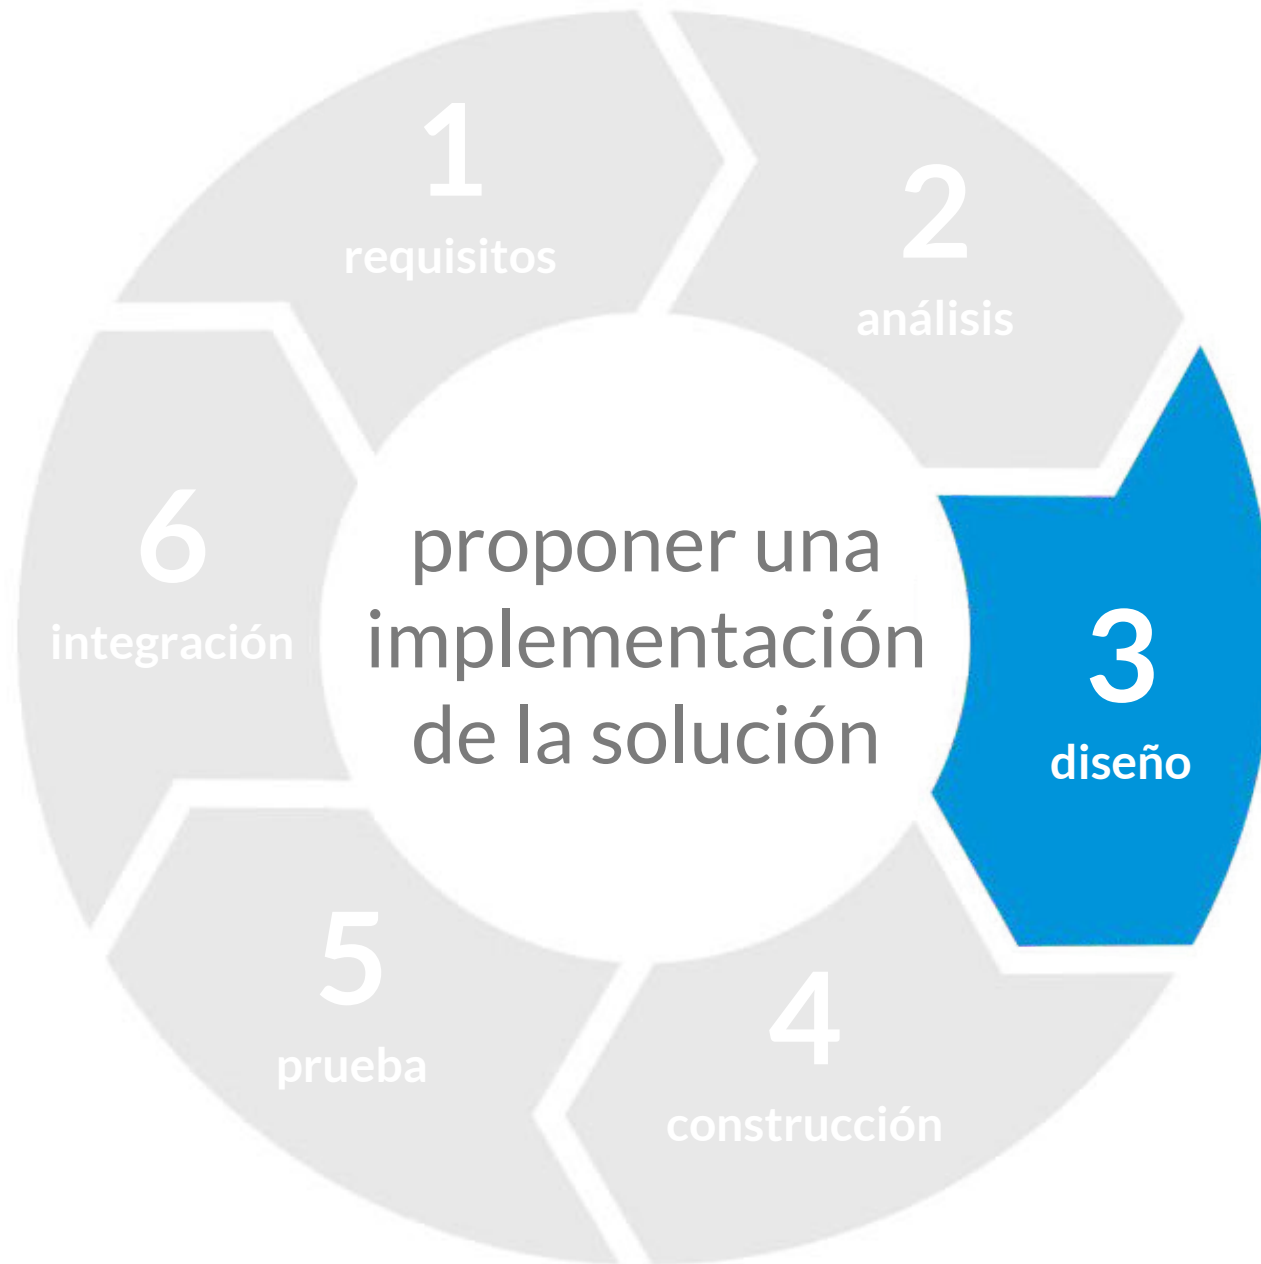 1
requisitos
2
análisis
3
diseño
4
construcción
5
prueba
6
integración
proponer una
implementación
de la solución